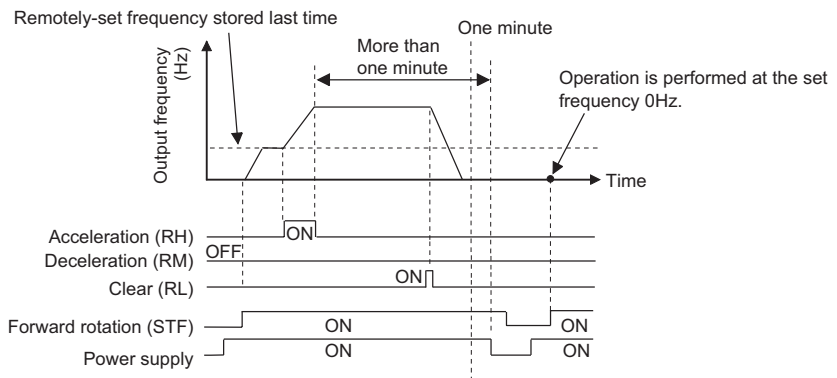 Remotely-set frequency stored last time
One minute
More than
one minute
Output frequency
(Hz)
Operation is performed at the set
frequency 0Hz.
Time
Acceleration (RH)
ON
OFF
Deceleration (RM)
Clear (RL)
ON
Forward rotation (STF)
ON
ON
Power supply
ON
ON